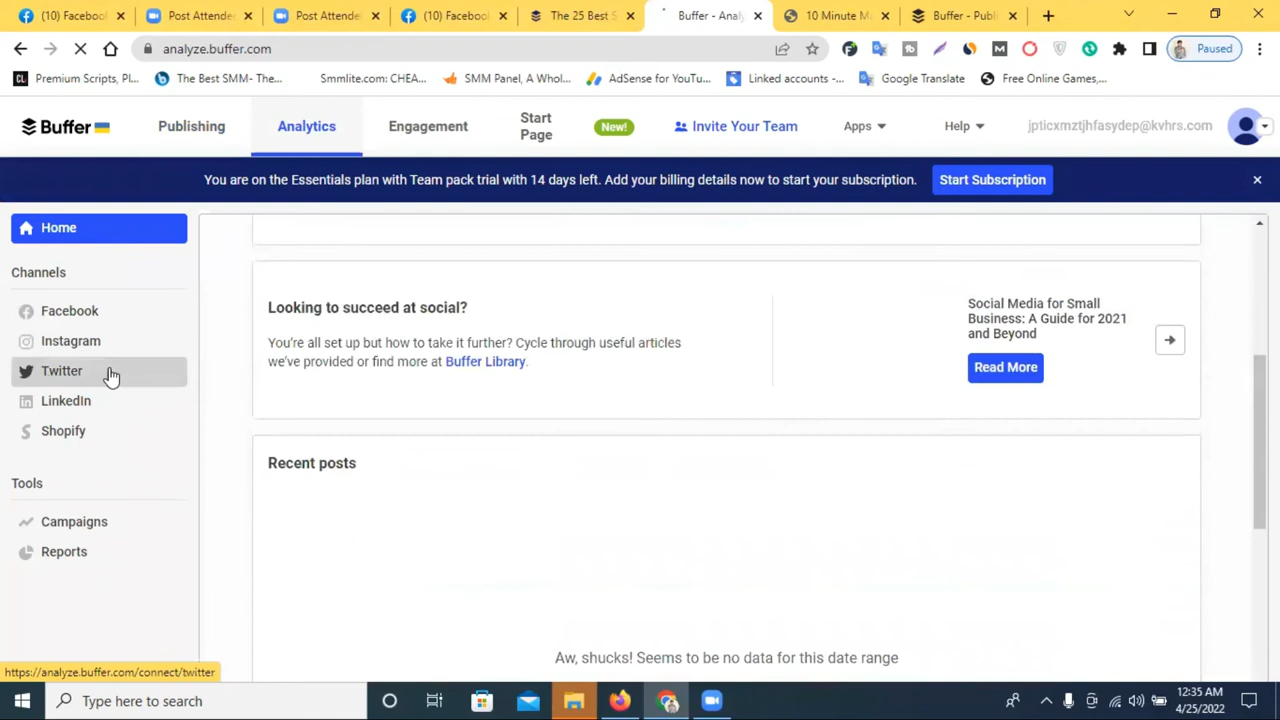 (10) Facebook
Post Attende
Post Attende
(10) Facebook
The 25 Best S
Buffer - Analy
10 Minute Ma
Buffer - Publi
analyze.buffer.com
Paused
Premium Scripts, Pl...
The Best SMM- The...
Smmlite.com: CHEA...
SMM Panel, A Whol...
AdSense for YouTu...
Linked accounts -...
Google Translate
Free Online Games,...
Buffer
Publishing
Analytics
Engagement
Start Page
New!
Invite Your Team
Apps
Help
jpticxmztjhfasydep@kvhrs.com
You are on the Essentials plan with Team pack trial with 14 days left. Add your billing details now to start your subscription.
Start Subscription
Home
Channels
Facebook
Instagram
Twitter
LinkedIn
Shopify
Tools
Campaigns
Reports
Looking to succeed at social?
You're all set up but how to take it further? Cycle through useful articles
we've provided or find more at Buffer Library.
Social Media for Small
Business: A Guide for 2021
and Beyond
Read More
Recent posts
Aw, shucks! Seems to be no data for this date range
https://analyze.buffer.com/connect/twitter
Type here to search
12:35 AM
4/25/2022